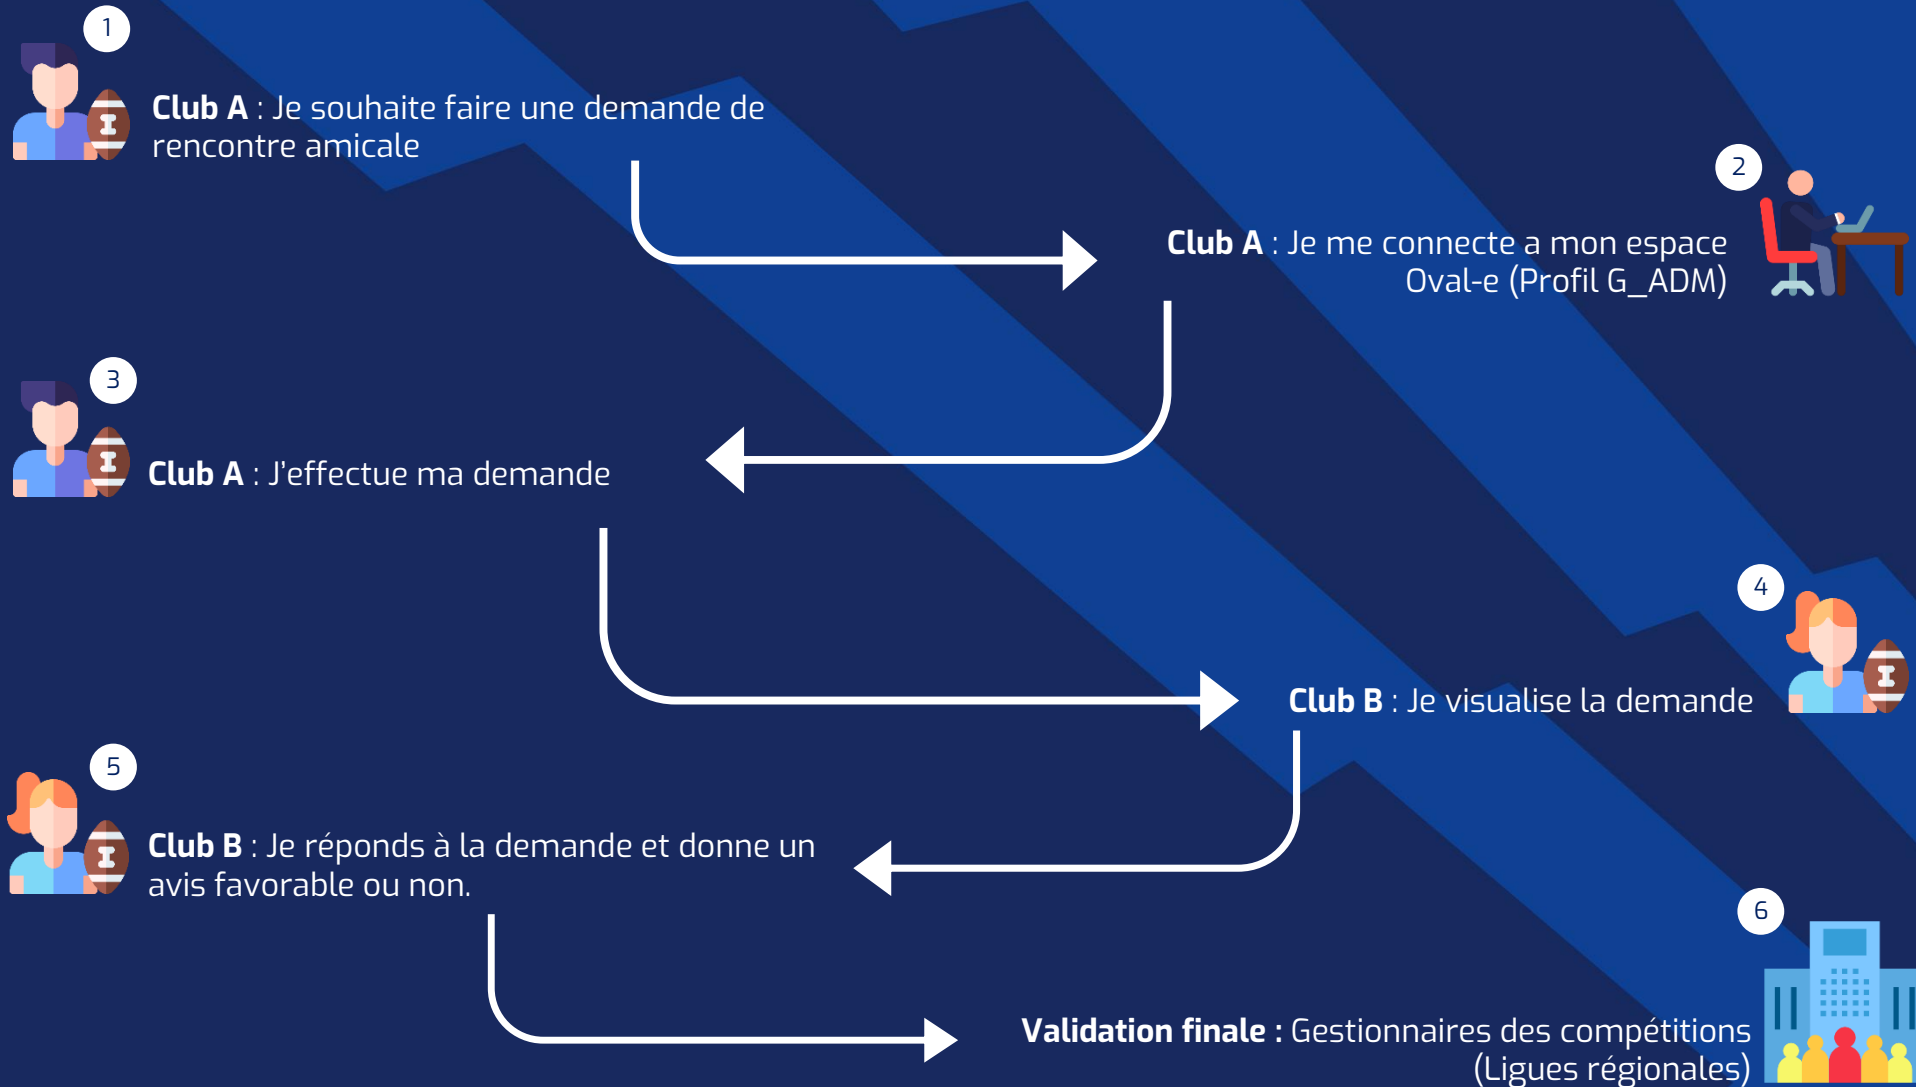 1
Club A : Je souhaite faire une demande de
rencontre amicale
2
Club A : Je me connecte a mon espace
Oval-e (Profil G_ADM)
3
Club A : J'effectue ma demande
4
Club B : Je visualise la demande
5
Club B : Je réponds à la demande et donne un
avis favorable ou non.
6
Validation finale : Gestionnaires des compétitions
(Ligues régionales)